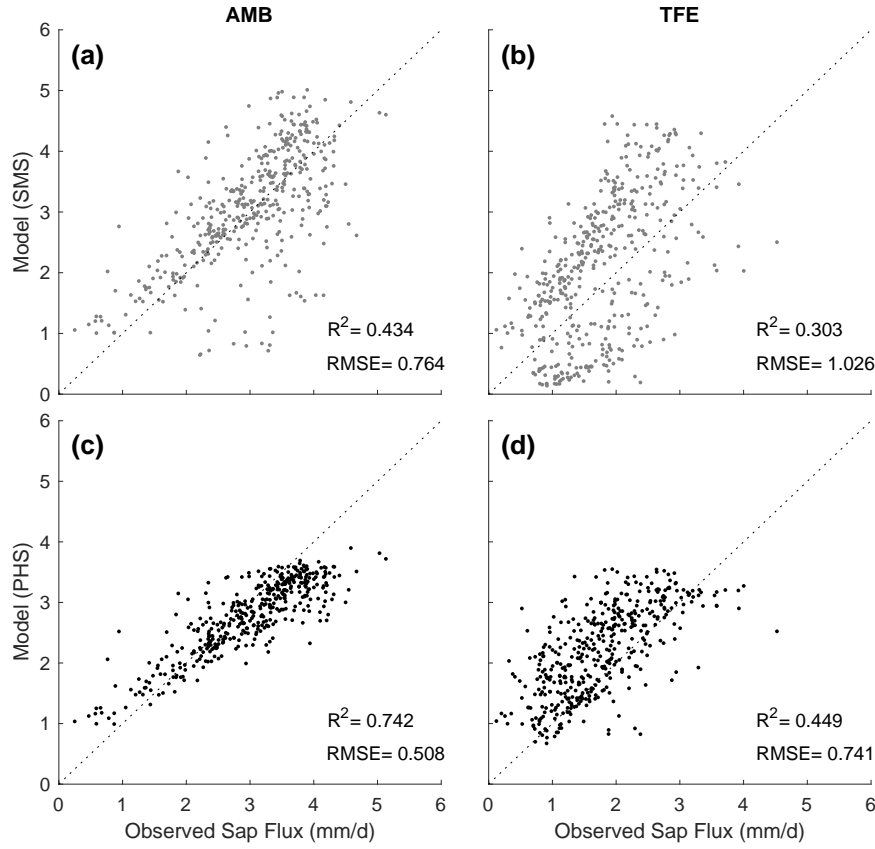 AMB
TFE
(a)
6
5
4
3
2
1
0
Model (SMS)
R²= 0.434
RMSE= 0.764
(b)
R²= 0.303
RMSE= 1.026
(c)
6
5
4
3
2
1
0
Model (PHS)
R²= 0.742
RMSE= 0.508
0 1 2 3 4 5 6
Observed Sap Flux (mm/d)
(d)
R²= 0.449
RMSE= 0.741
0 1 2 3 4 5 6
Observed Sap Flux (mm/d)